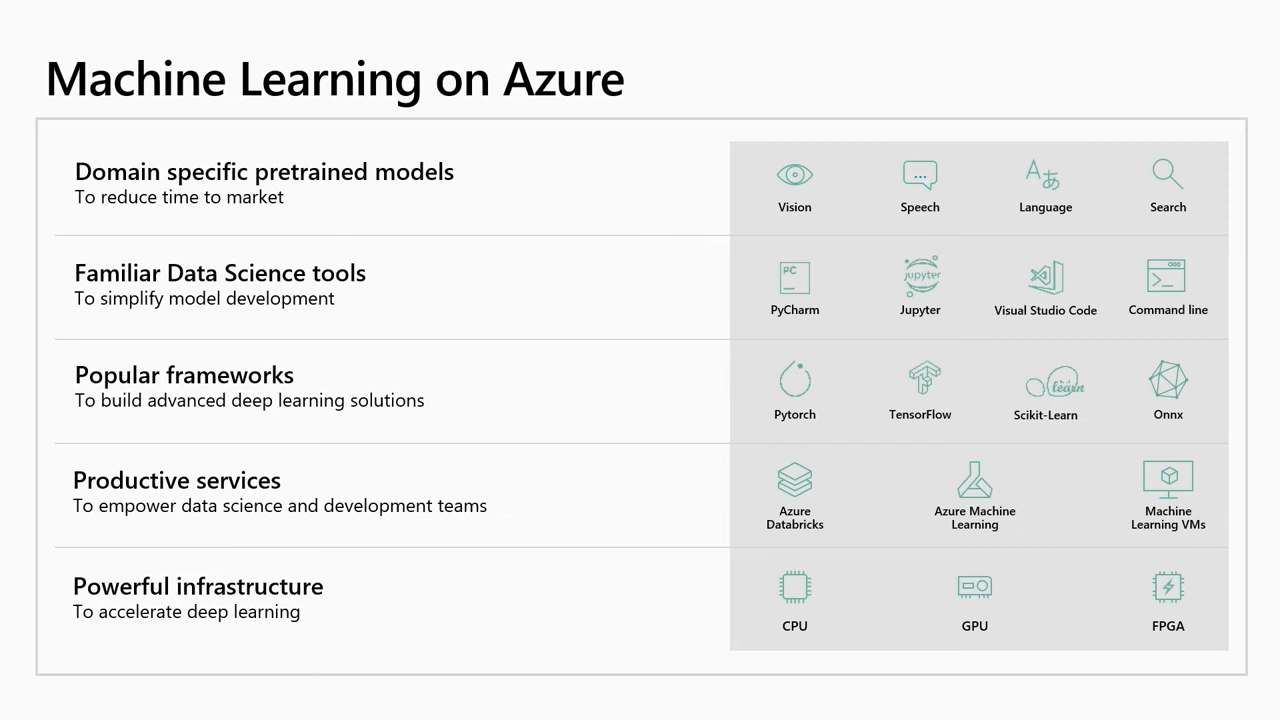 Machine Learning on Azure
Domain specific pretrained models
To reduce time to market
Vision
Speech
Aあ
Language
Search
Familiar Data Science tools
To simplify model development
PC
PyCharm
jupyter
Jupyter
Visual Studio Code
Command line
Popular frameworks
To build advanced deep learning solutions
Pytorch
TensorFlow
learn
Scikit-Learn
Onnx
Productive services
To empower data science and development teams
Azure
Databricks
Azure Machine
Learning
Machine
Learning VMs
Powerful infrastructure
To accelerate deep learning
CPU
GPU
FPGA